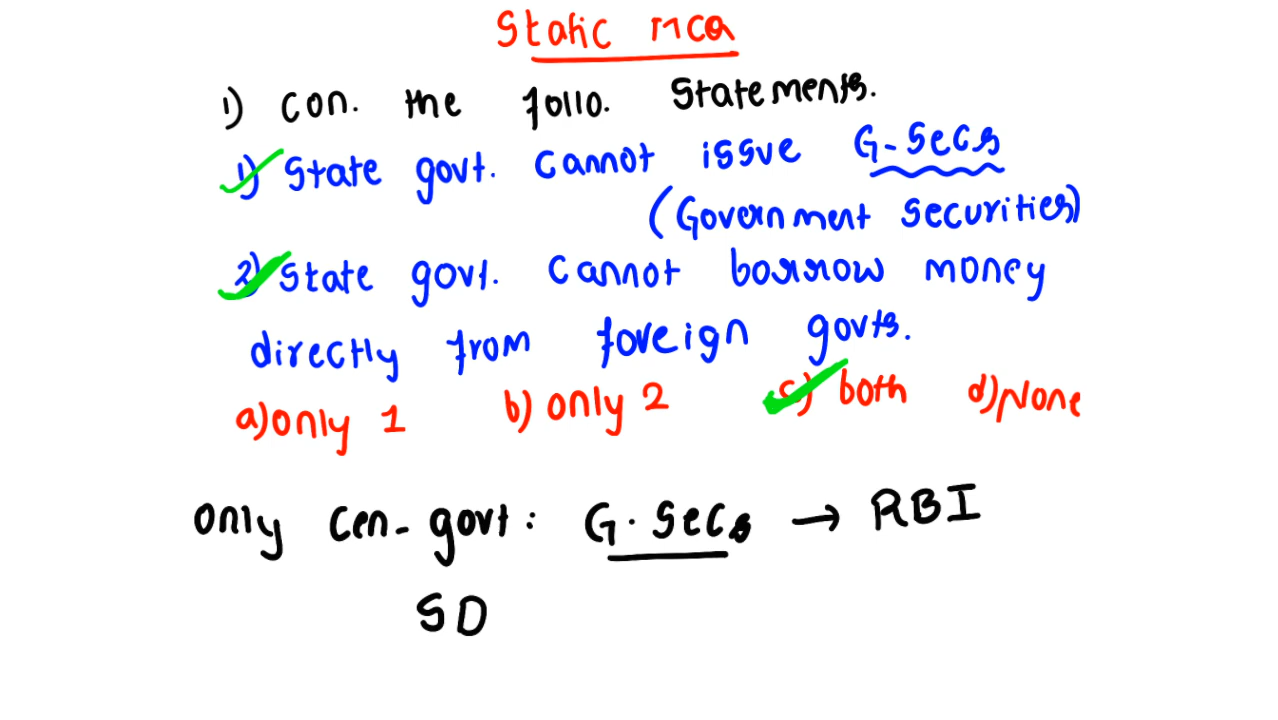 Static MCQ
1) Con. the follo. Statements.
1) State govt. cannot issue G-Secs
(Government securities)
2) State govt. cannot borrow money
directly from foreign govts.
a) only 1 b) only 2 c) both d) None
only cen-govt: G.Secs → RBI
SD